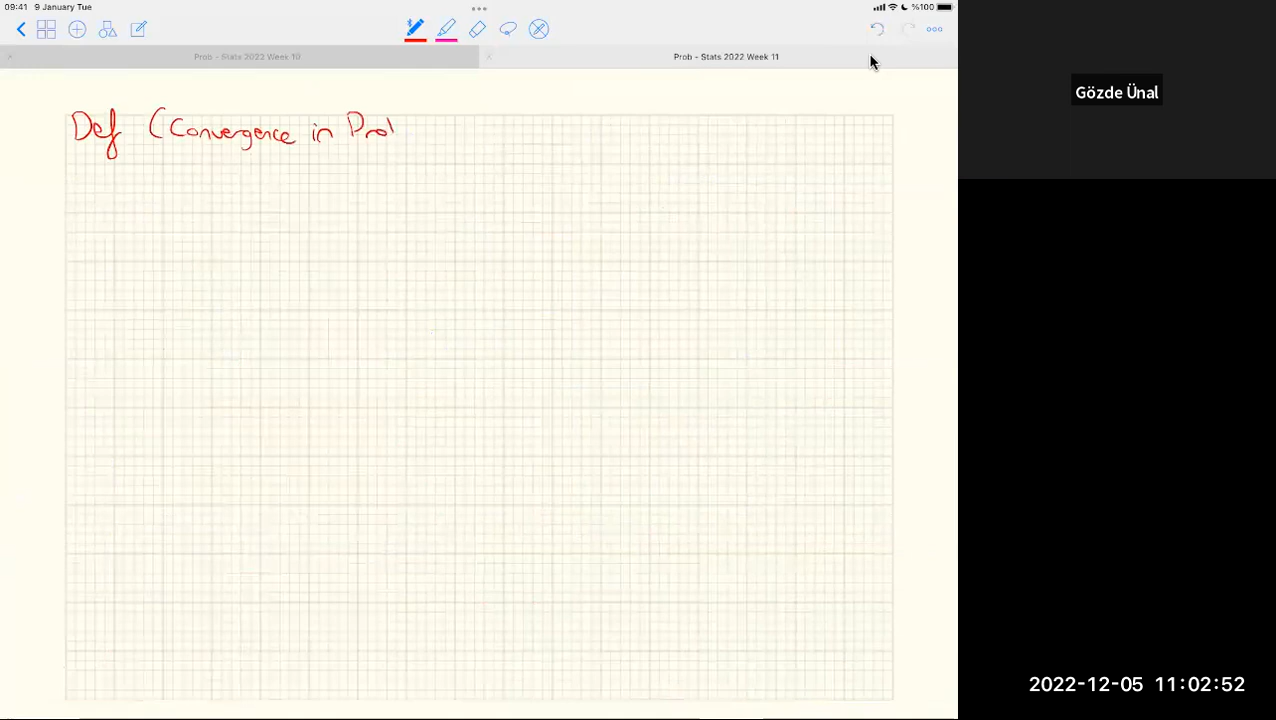 09:41 9 January Tue
%100
Prob - Stats 2022 Week 10
Prob - Stats 2022 Week 11
Gözde Ünal
Def (Convergence in Prob
2022-12-05 11:02:52